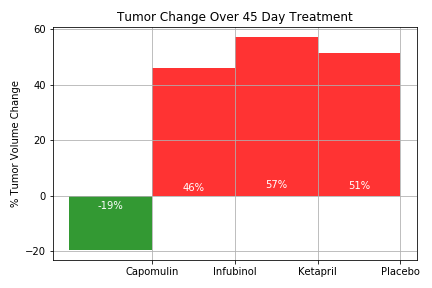 Tumor Change Over 45 Day Treatment
% Tumor Volume Change
60
40
20
0
−20
-19%
46%
57%
51%
Capomulin
Infubinol
Ketapril
Placebo